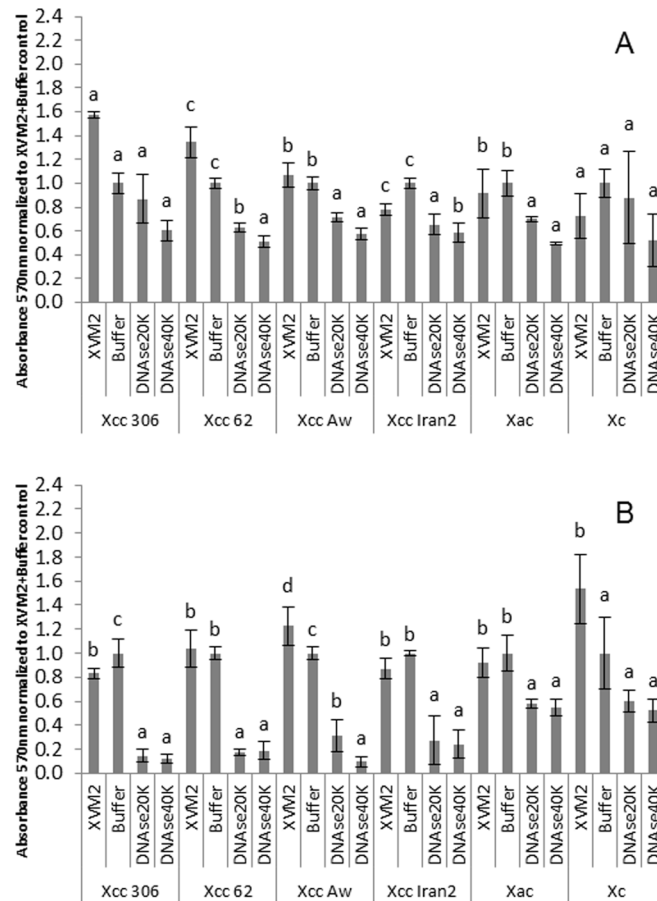 A
Absorbance 570nm normalized to XVM2+Buffer control
2.4
2.2
2.0
1.8
1.6
1.4
1.2
1.0
0.8
0.6
0.4
0.2
0.0
a a a a c c b a b b a a c c a b b b a a a a a a
XVM2 Buffer DNAse20K DNAse40K XVM2 Buffer DNAse20K DNAse40K XVM2 Buffer DNAse20K DNAse40K XVM2 Buffer DNAse20K DNAse40K XVM2 Buffer DNAse20K DNAse40K XVM2 Buffer DNAse20K DNAse40K
Xcc 306 Xcc 62 Xcc Aw Xcc Iran2 Xac Xc
B
Absorbance 570nm normalized to XVM2+Buffer control
2.4
2.2
2.0
1.8
1.6
1.4
1.2
1.0
0.8
0.6
0.4
0.2
0.0
b c a a b b a a d c b a b b a a b b a a b a a a
XVM2 Buffer DNAse20K DNAse40K XVM2 Buffer DNAse20K DNAse40K XVM2 Buffer DNAse20K DNAse40K XVM2 Buffer DNAse20K DNAse40K XVM2 Buffer DNAse20K DNAse40K XVM2 Buffer DNAse20K DNAse40K
Xcc 306 Xcc 62 Xcc Aw Xcc Iran2 Xac Xc